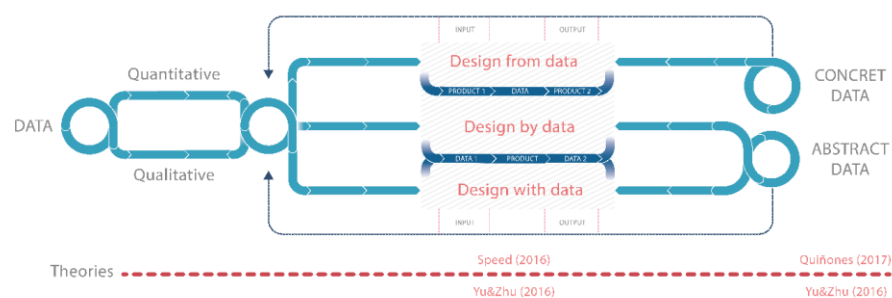 INPUT OUTPUT
Design from data
PRODUCT 1 DATA PRODUCT 2
Quantitative
CONCRET
DATA
DATA
Design by data
DATA 1 PRODUCT DATA 2
ABSTRACT
DATA
Qualitative
Design with data
INPUT OUTPUT
Theories
Speed (2016) Quiñones (2017)
Yu&Zhu (2016) Yu&Zhu (2016)